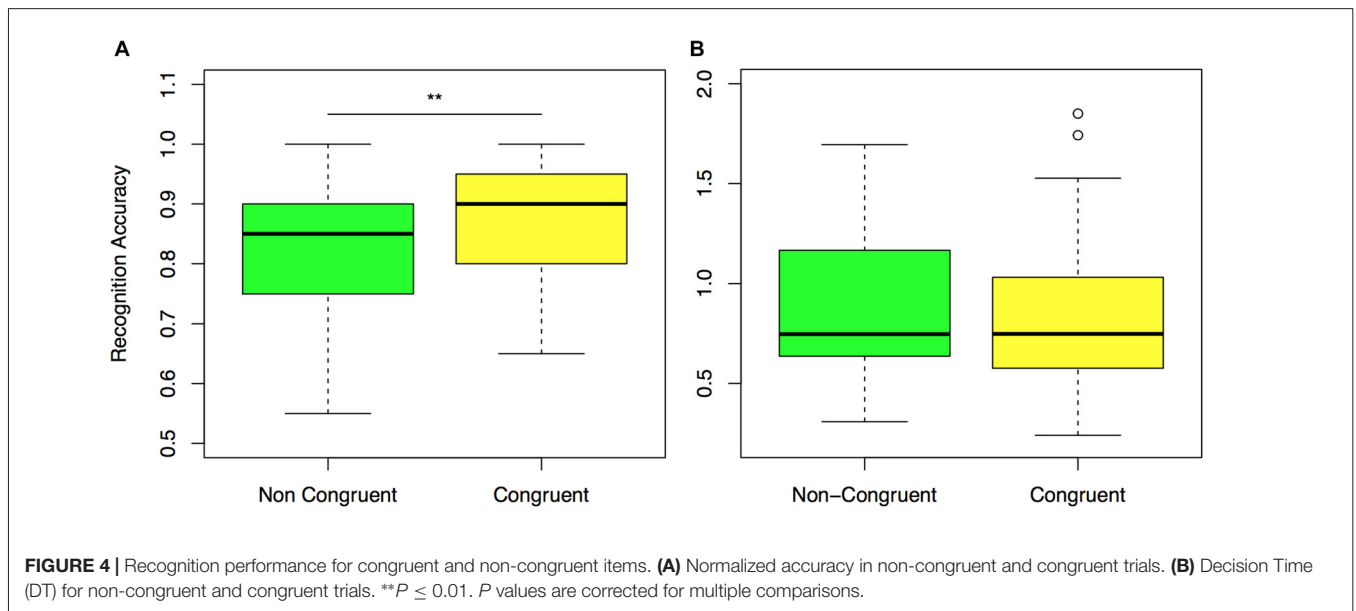 A
B
**
Recognition Accuracy
1.1
1.0
0.9
0.8
0.7
0.6
0.5
Non Congruent Congruent
2.0
1.5
1.0
0.5
Non−Congruent Congruent
FIGURE 4 | Recognition performance for congruent and non-congruent items. (A) Normalized accuracy in non-congruent and congruent trials. (B) Decision Time
(DT) for non-congruent and congruent trials. **P ≤ 0.01. P values are corrected for multiple comparisons.